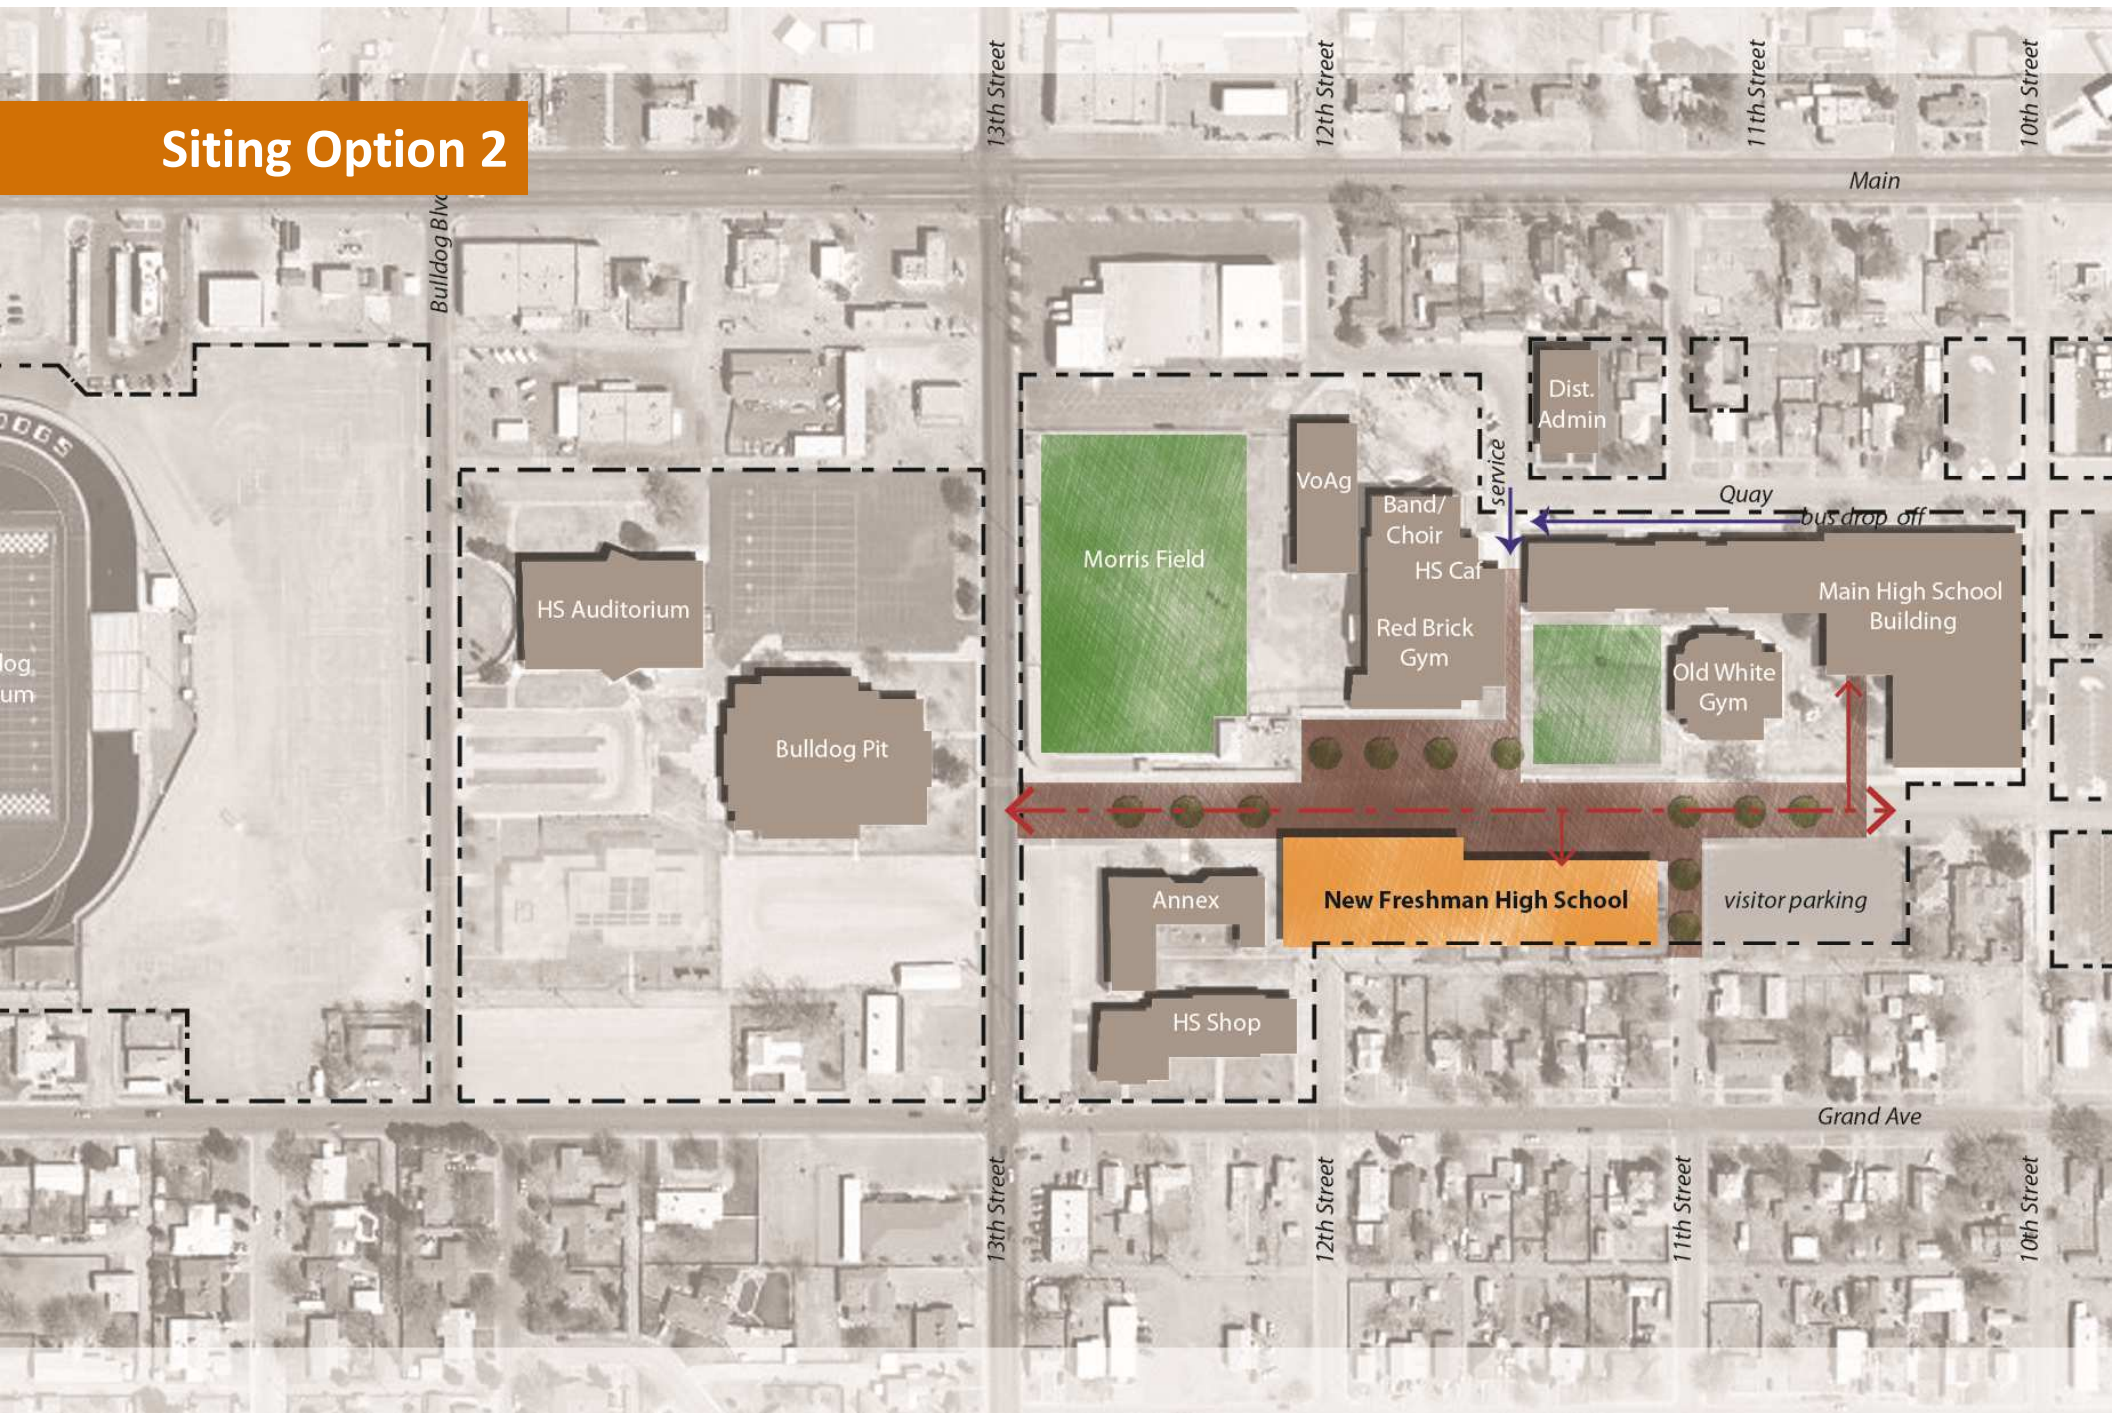 Siting Option 2
13th Street
12th Street
11th Street
10th Street
Main
Bulldog Blvd
Dist.
Admin
service
VoAg
Band/
Choir
HS Caf
Quay
bus drop off
DOGS
Morris Field
HS Auditorium
Red Brick
Gym
Main High School
Building
Old White
Gym
log
um
Bulldog Pit
Annex
New Freshman High School
visitor parking
HS Shop
Grand Ave
13th Street
12th Street
11th Street
10th Street